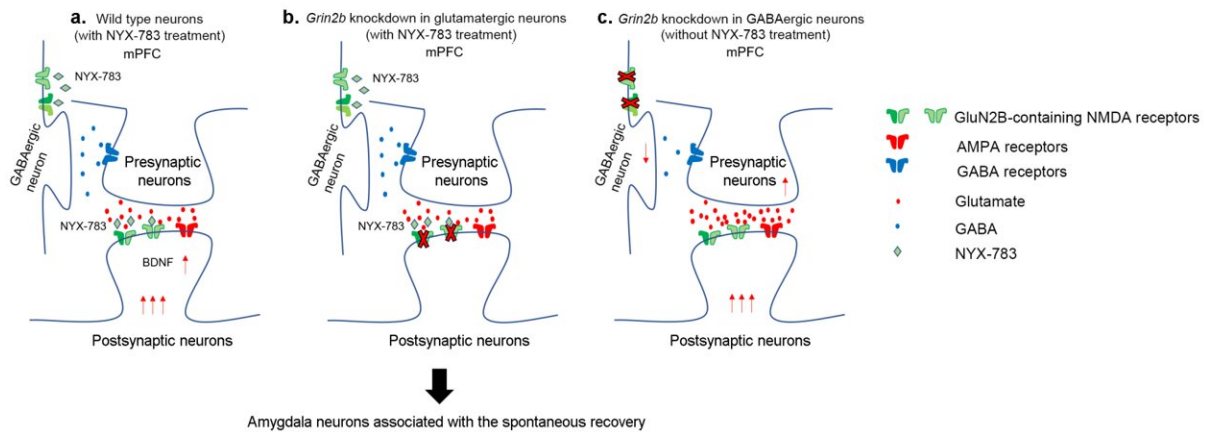 a. Wild type neurons
(with NYX-783 treatment)
mPFC
NYX-783
GABAergic
neuron
Presynaptic
neurons
NYX-783
BDNF
Postsynaptic neurons
b. Grin2b knockdown in glutamatergic neurons
(with NYX-783 treatment)
mPFC
NYX-783
GABAergic
neuron
Presynaptic
neurons
NYX-783
Postsynaptic neurons
c. Grin2b knockdown in GABAergic neurons
(without NYX-783 treatment)
mPFC
GABAergic
neuron
Presynaptic
neurons
Postsynaptic neurons
GluN2B-containing NMDA receptors
AMPA receptors
GABA receptors
Glutamate
GABA
NYX-783
Amygdala neurons associated with the spontaneous recovery